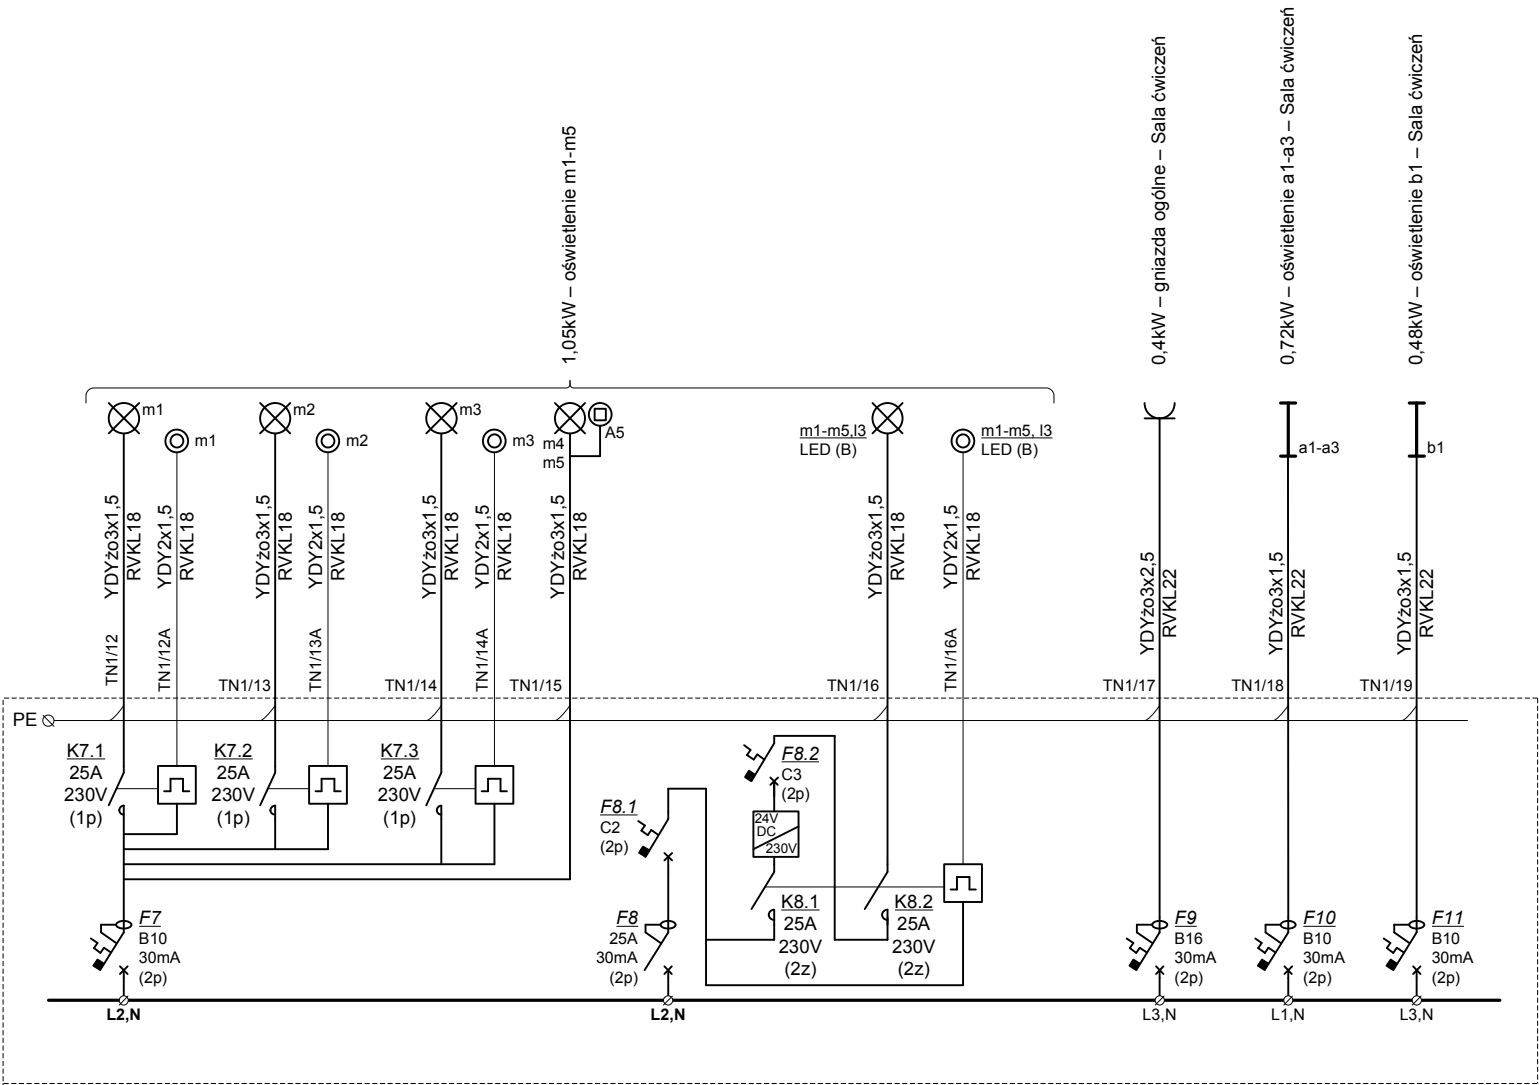 1,05kW – oświetlenie m1-m5
0,4kW – gniazda ogólne – Sala ćwiczeń
0,72kW – oświetlenie a1-a3 – Sala ćwiczeń
0,48kW – oświetlenie b1 – Sala ćwiczeń
m1
m1
m2
m2
m3
m3
m4
m5
A5
m1-m5,l3
LED (B)
m1-m5, l3
LED (B)
a1-a3
b1
YDYżo3x1,5
RVKL18
YDY2x1,5
RVKL18
YDYżo3x1,5
RVKL18
YDY2x1,5
RVKL18
YDYżo3x1,5
RVKL18
YDY2x1,5
RVKL18
YDYżo3x1,5
RVKL18
YDYżo3x1,5
RVKL18
YDY2x1,5
RVKL18
YDYżo3x2,5
RVKL22
YDYżo3x1,5
RVKL22
YDYżo3x1,5
RVKL22
TN1/12
TN1/12A
TN1/13
TN1/13A
TN1/14
TN1/14A
TN1/15
TN1/16
TN1/16A
TN1/17
TN1/18
TN1/19
PE
K7.1
25A
230V
(1p)
K7.2
25A
230V
(1p)
K7.3
25A
230V
(1p)
F8.1
C2
(2p)
F8.2
C3
(2p)
24V
DC
230V
K8.1
25A
230V
(2z)
K8.2
25A
230V
(2z)
F7
B10
30mA
(2p)
F8
25A
30mA
(2p)
F9
B16
30mA
(2p)
F10
B10
30mA
(2p)
F11
B10
30mA
(2p)
L2,N
L2,N
L3,N
L1,N
L3,N